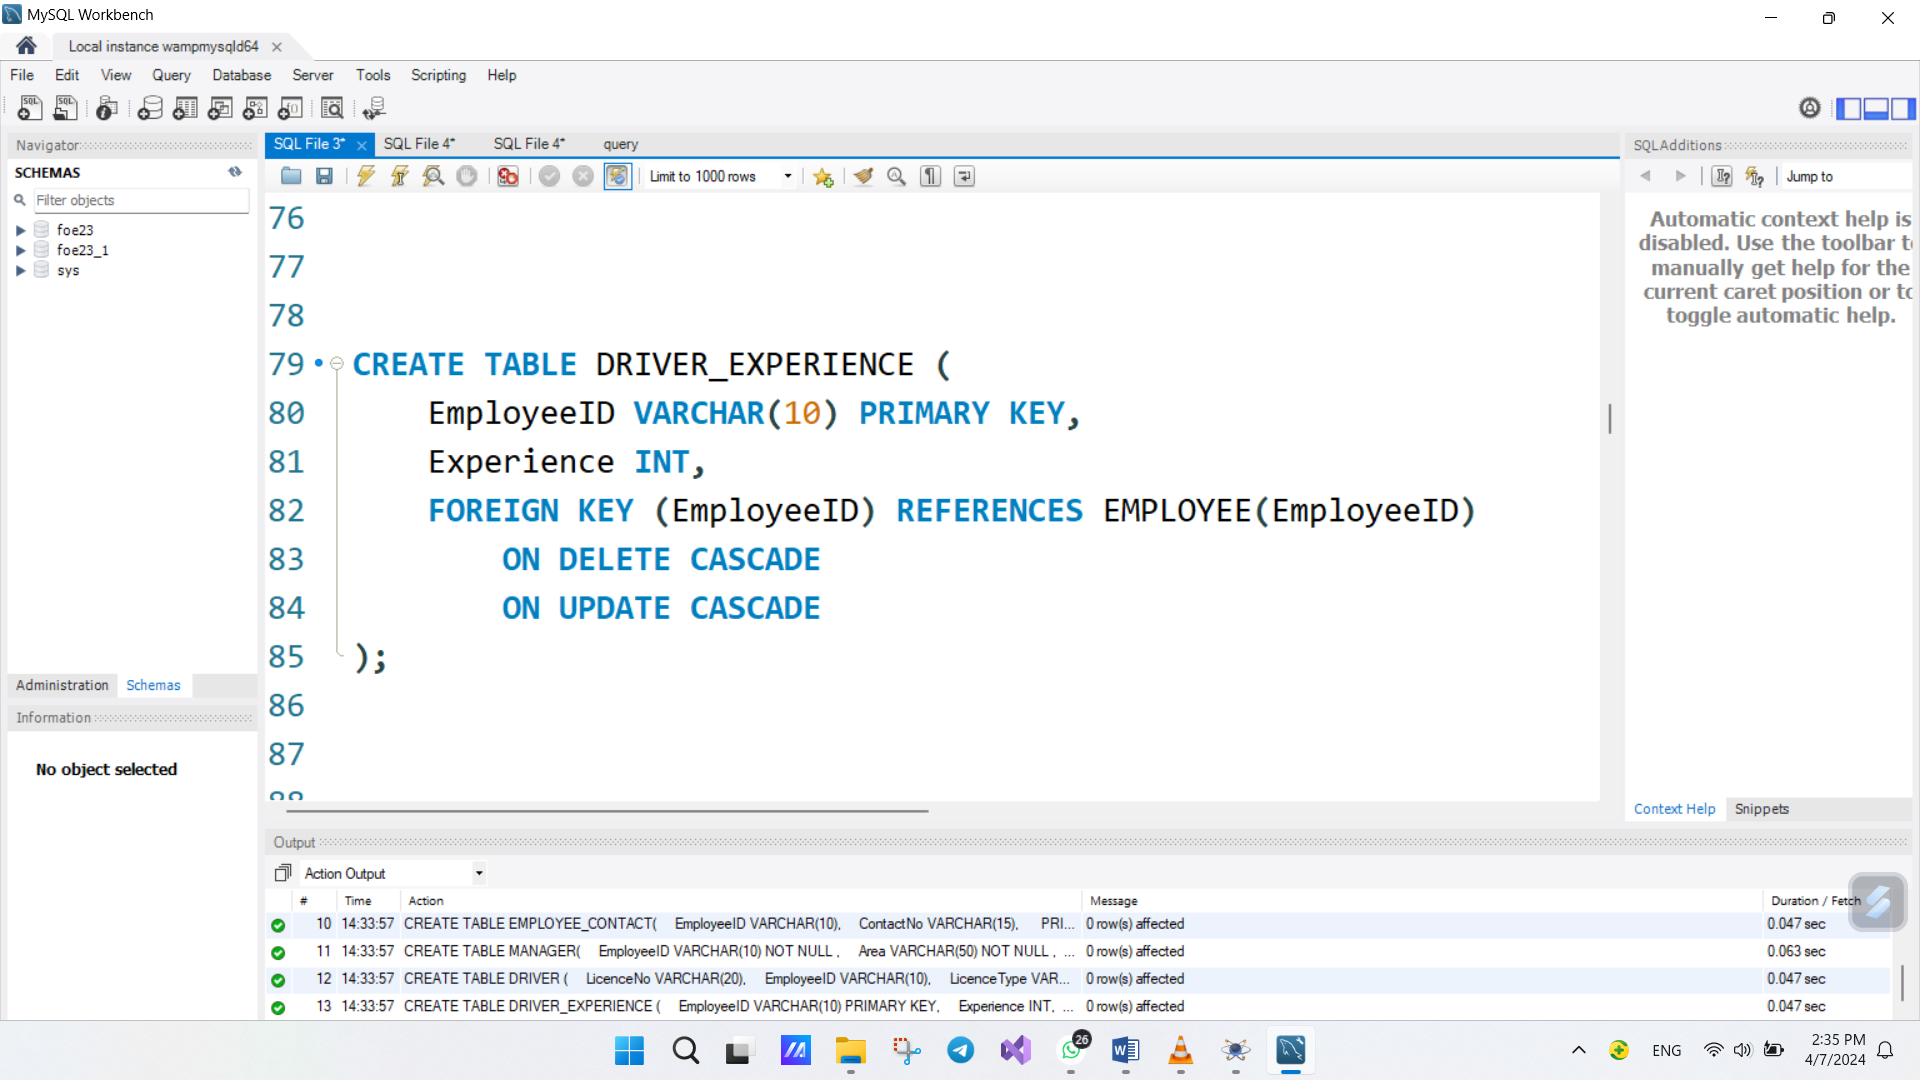 MySQL Workbench
Local instance wampmysqld64
File Edit View Query Database Server Tools Scripting Help
Navigator
SCHEMAS
Filter objects
foe23
foe23_1
sys
Administration Schemas
Information
No object selected
SQL File 3* SQL File 4* SQL File 4* query
Limit to 1000 rows
76
77
78
79 CREATE TABLE DRIVER_EXPERIENCE (
80 EmployeeID VARCHAR(10) PRIMARY KEY,
81 Experience INT,
82 FOREIGN KEY (EmployeeID) REFERENCES EMPLOYEE(EmployeeID)
83 ON DELETE CASCADE
84 ON UPDATE CASCADE
85 );
86
87
88
SQLAdditions
Jump to
Automatic context help is
disabled. Use the toolbar to
manually get help for the
current caret position or to
toggle automatic help.
Context Help Snippets
Output
Action Output
# Time Action Message Duration / Fetch
10 14:33:57 CREATE TABLE EMPLOYEE_CONTACT( EmployeeID VARCHAR(10), ContactNo VARCHAR(15), PRI... 0 row(s) affected 0.047 sec
11 14:33:57 CREATE TABLE MANAGER( EmployeeID VARCHAR(10) NOT NULL , Area VARCHAR(50) NOT NULL , ... 0 row(s) affected 0.063 sec
12 14:33:57 CREATE TABLE DRIVER ( LicenceNo VARCHAR(20), EmployeeID VARCHAR(10), LicenceType VAR... 0 row(s) affected 0.047 sec
13 14:33:57 CREATE TABLE DRIVER_EXPERIENCE ( EmployeeID VARCHAR(10) PRIMARY KEY, Experience INT, ... 0 row(s) affected 0.047 sec
26
ENG
2:35 PM
4/7/2024